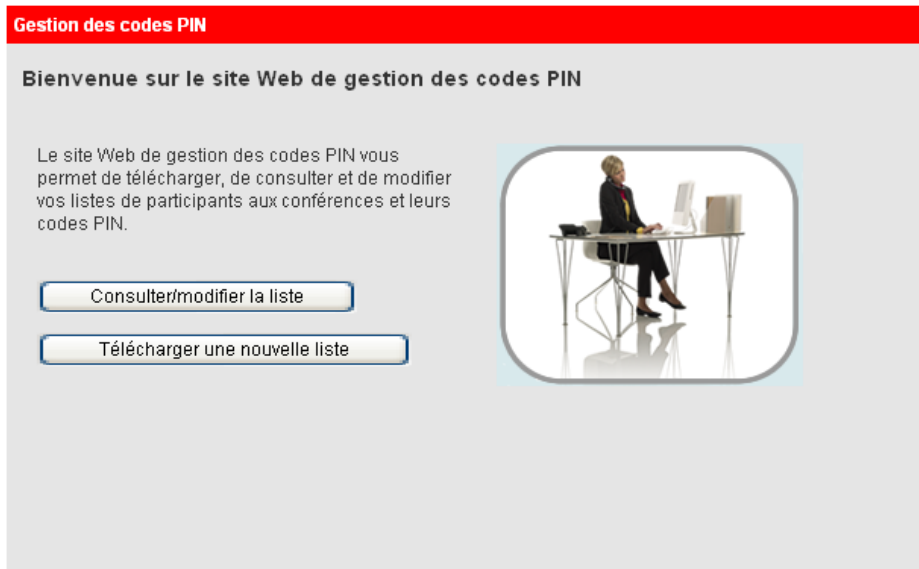 Gestion des codes PIN
Bienvenue sur le site Web de gestion des codes PIN
Le site Web de gestion des codes PIN vous
permet de télécharger, de consulter et de modifier
vos listes de participants aux conférences et leurs
codes PIN.
Consulter/modifier la liste
Télécharger une nouvelle liste